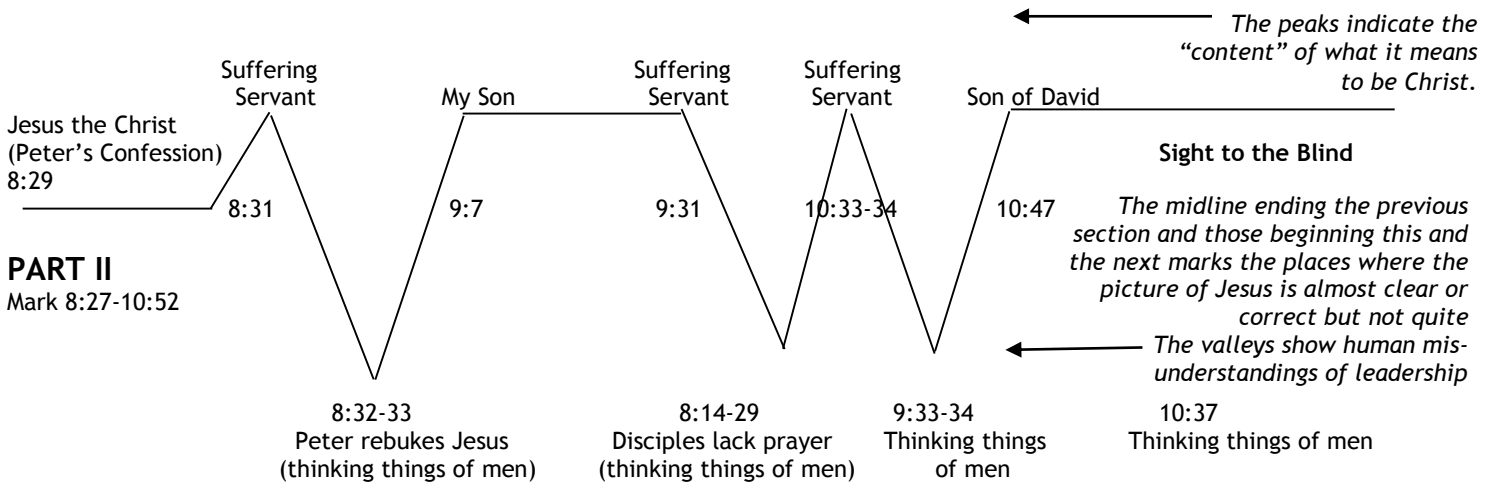 The peaks indicate the
“content” of what it means
to be Christ.
Suffering
Servant
My Son
Suffering
Servant
Suffering
Servant
Son of David
Jesus the Christ
(Peter’s Confession)
8:29
Sight to the Blind
8:31
9:7
9:31
10:33-34
10:47
The midline ending the previous
section and those beginning this and
the next marks the places where the
picture of Jesus is almost clear or
correct but not quite
PART II
Mark 8:27-10:52
The valleys show human mis-
understandings of leadership
8:32-33
Peter rebukes Jesus
(thinking things of men)
8:14-29
Disciples lack prayer
(thinking things of men)
9:33-34
Thinking things
of men
10:37
Thinking things of men